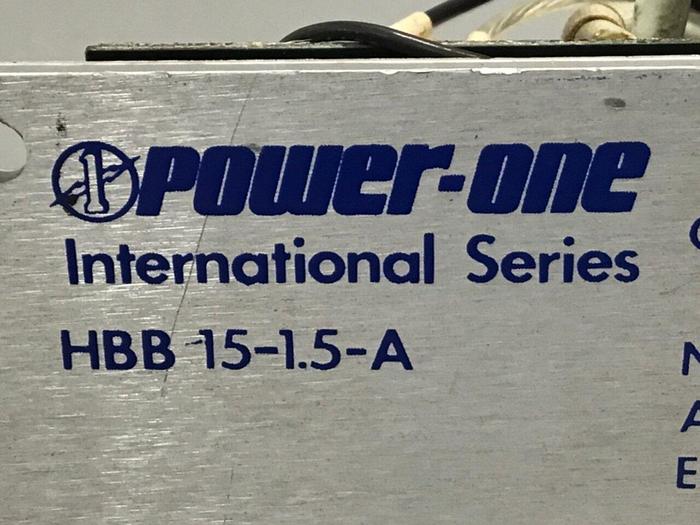 power-one
International Series
HBB 15-1.5-A